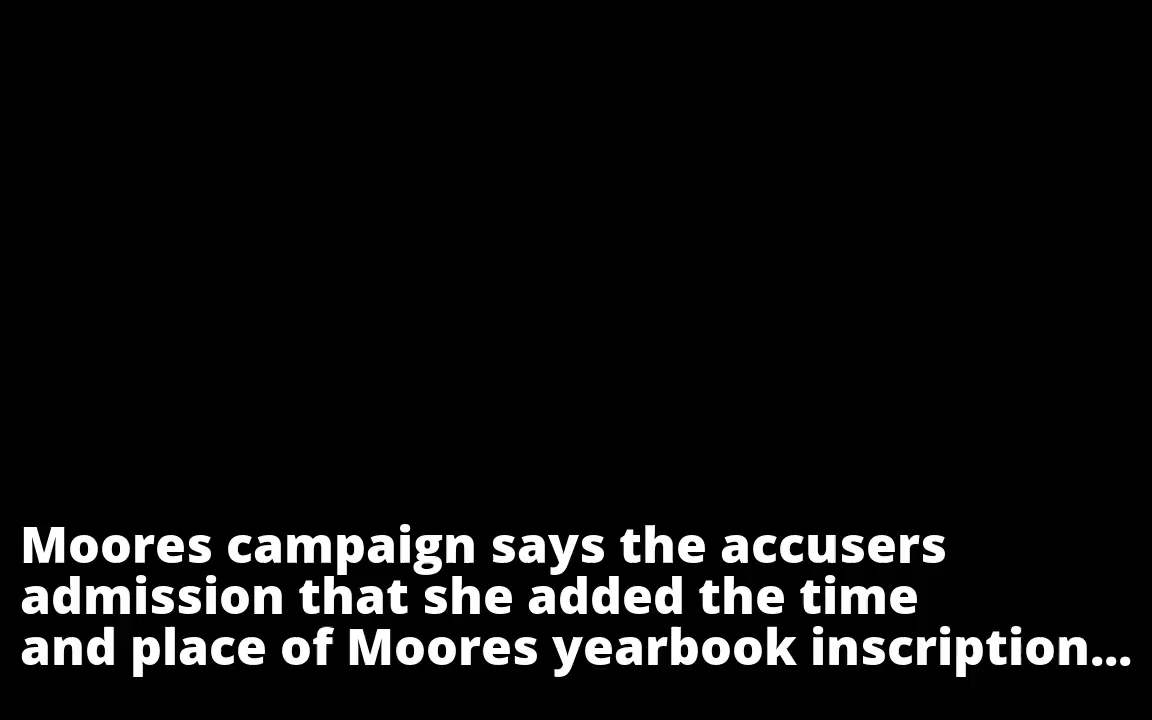 Moores campaign says the accusers
admission that she added the time
and place of Moores yearbook inscription...